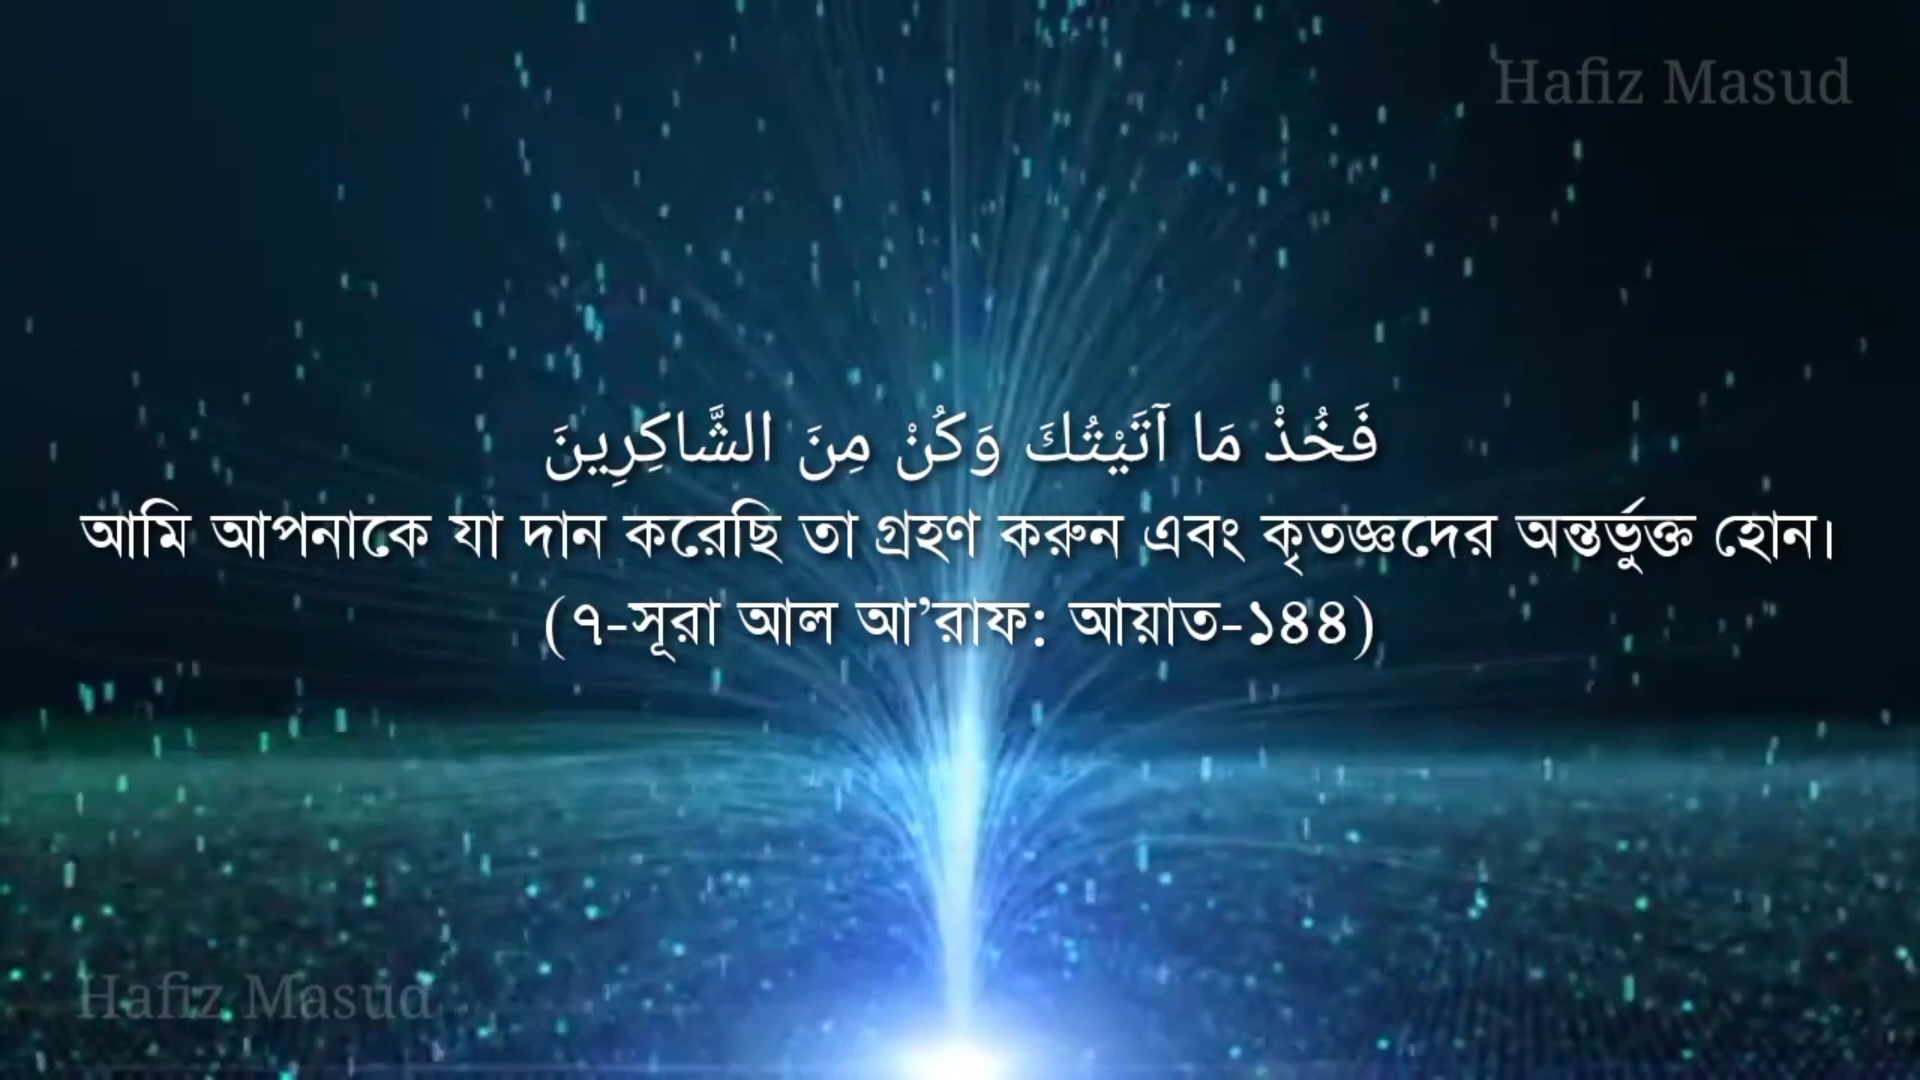 Hafiz Masud
فَخُذْ مَا آتَيْتُكَ وَكُنْ مِنَ الشَّاكِرِينَ
আমি আপনাকে যা দান করেছি তা গ্রহণ করুন এবং কৃতজ্ঞদের অন্তর্ভুক্ত হোন।
(৭-সূরা আল আ’রাফ: আয়াত-১৪৪)
Hafiz Masud